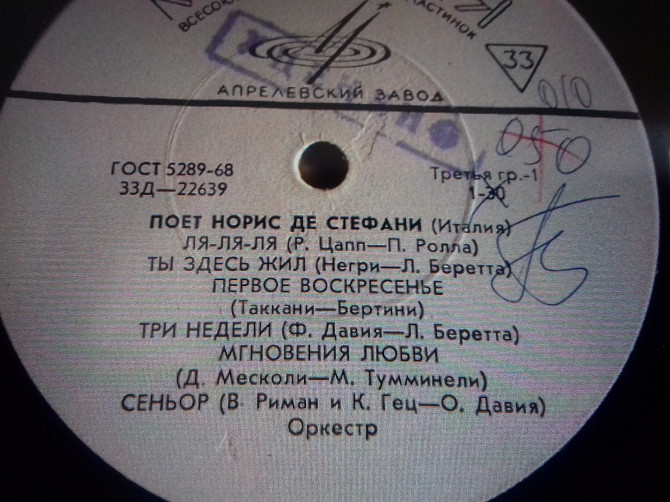 33
АПРЕЛЕВСКИЙ ЗАВОД
010
050
ГОСТ 5289-68
33Д—22639
Третья гр.-1
1-30
ПОЕТ НОРИС ДЕ СТЕФАНИ (Италия)
ЛЯ-ЛЯ-ЛЯ (Р. Цапп—П. Ролла)
ТЫ ЗДЕСЬ ЖИЛ (Негри—Л. Беретта)
ПЕРВОЕ ВОСКРЕСЕНЬЕ
(Таккани—Бертини)
ТРИ НЕДЕЛИ (Ф. Давия—Л. Беретта)
МГНОВЕНИЯ ЛЮБВИ
(Д. Месколи—М. Тумминели)
СЕНЬОР (В. Риман и К. Гец—О. Давия)
Оркестр